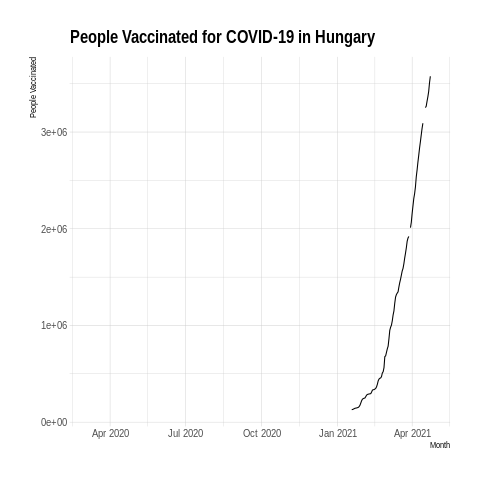 People Vaccinated for COVID-19 in Hungary
People Vaccinated
3e+06
2e+06
1e+06
0e+00
Apr 2020 Jul 2020 Oct 2020 Jan 2021 Apr 2021
Month